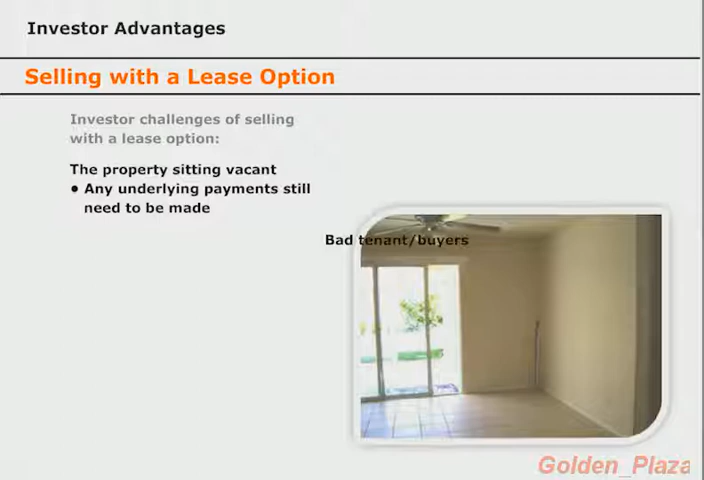 Investor Advantages
Selling with a Lease Option
Investor challenges of selling
with a lease option:
The property sitting vacant
• Any underlying payments still
need to be made
Bad tenant/buyers
Golden_Plaza